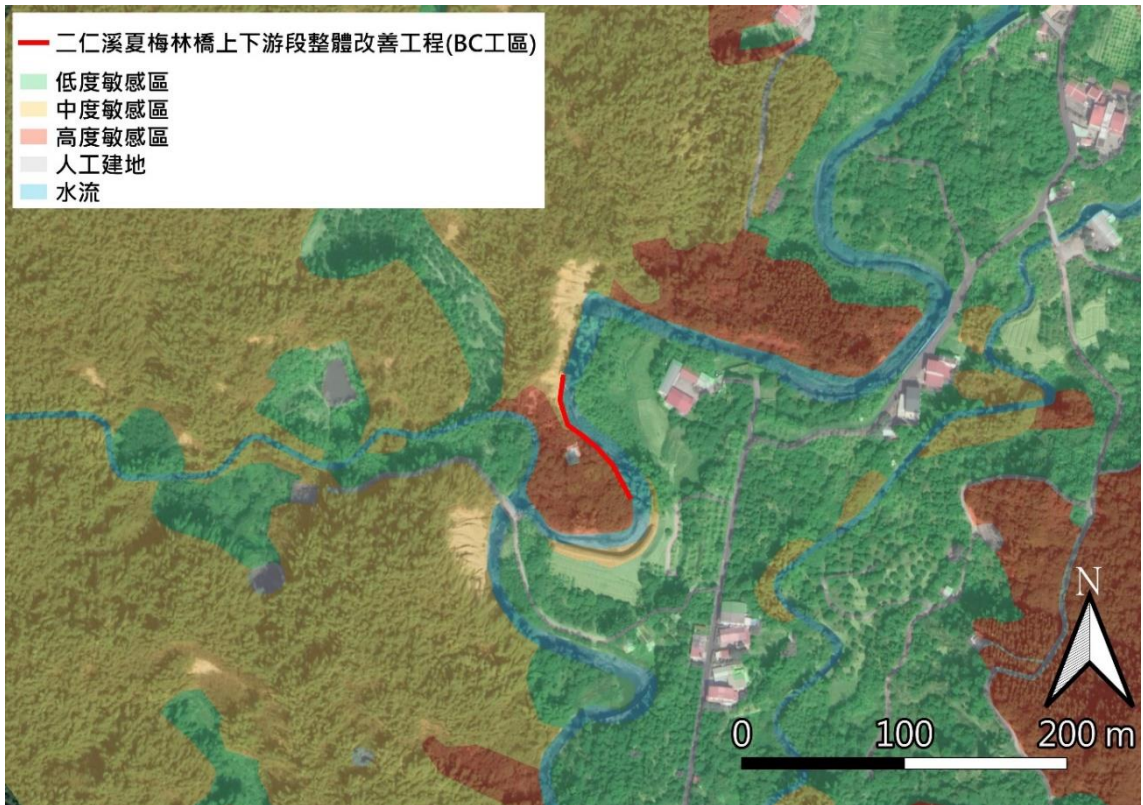 二仁溪夏梅林橋上下游段整體改善工程(BC工區)
低度敏感區
中度敏感區
高度敏感區
人工建地
水流
N
0 100 200 m